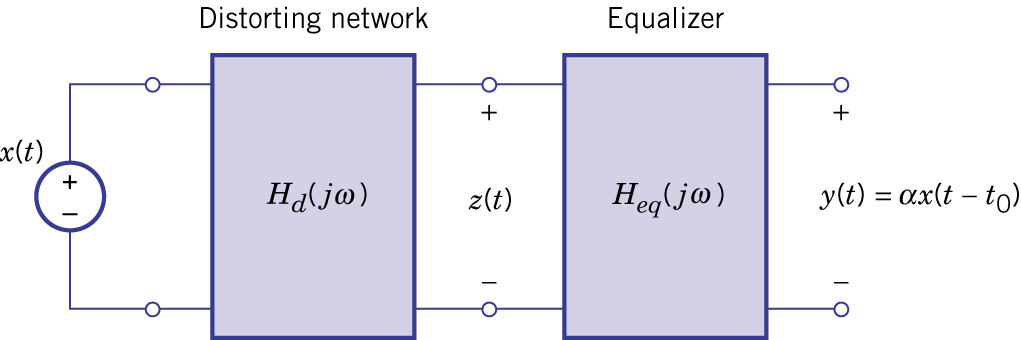 Distorting network
Equalizer
x(t)
+
−
H_d(jω)
+
z(t)
−
H_eq(jω)
+
y(t) = αx(t − t_0)
−